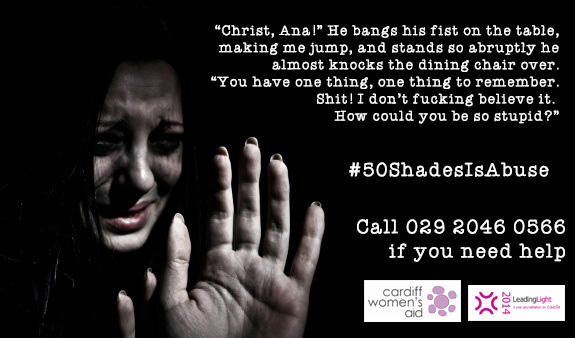 “Christ, Ana!” He bangs his fist on the table,
making me jump, and stands so abruptly he
almost knocks the dining chair over.
“You have one thing, one thing to remember.
Shit! I don’t fucking believe it.
How could you be so stupid?”
#50ShadesIsAbuse
Call 029 2046 0566
if you need help
cardiff
women's
aid
2014
LeadingLight